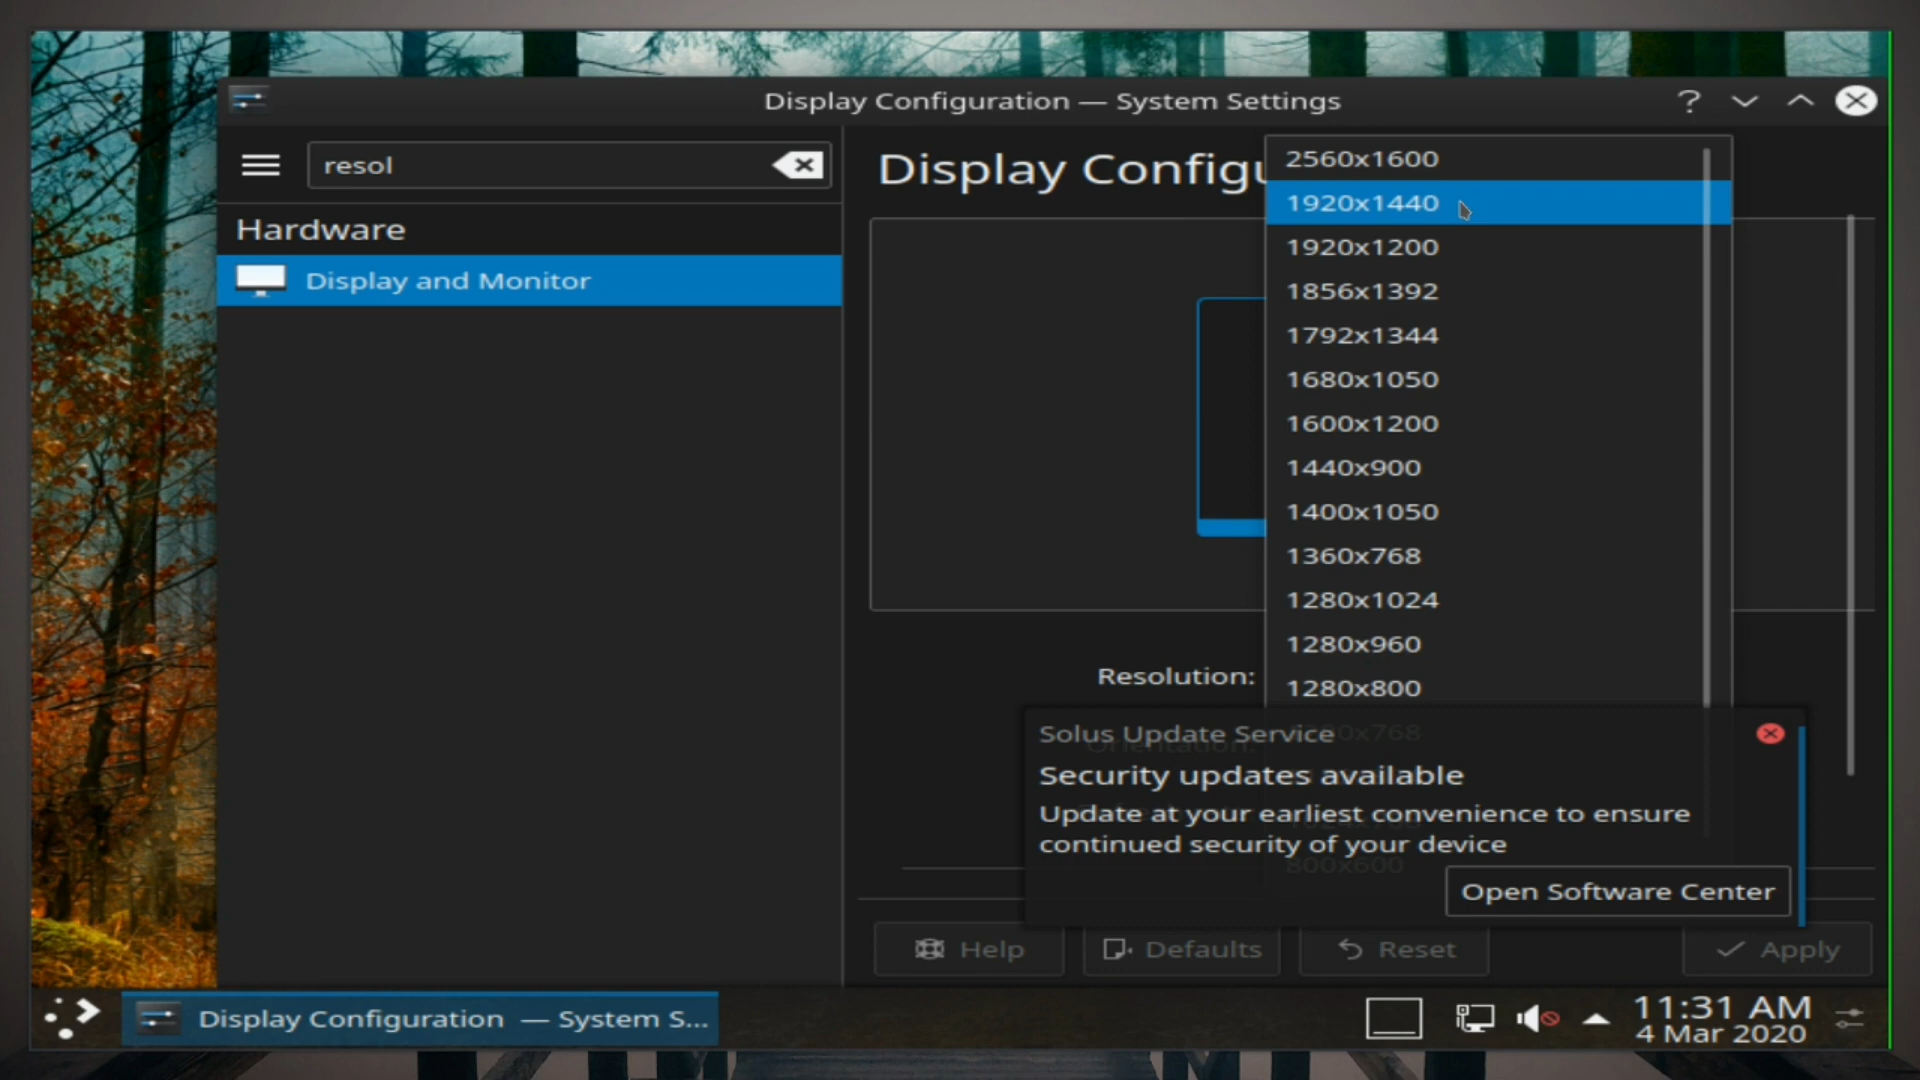 Display Configuration — System Settings
resol
Hardware
Display and Monitor
Display Configu
2560x1600
1920x1440
1920x1200
1856x1392
1792x1344
1680x1050
1600x1200
1440x900
1400x1050
1360x768
1280x1024
1280x960
1280x800
Resolution:
Orientation:
Solus Update Service
Security updates available
Update at your earliest convenience to ensure
continued security of your device
800x600
Open Software Center
Help
Defaults
Reset
Apply
Display Configuration — System S...
11:31 AM
4 Mar 2020